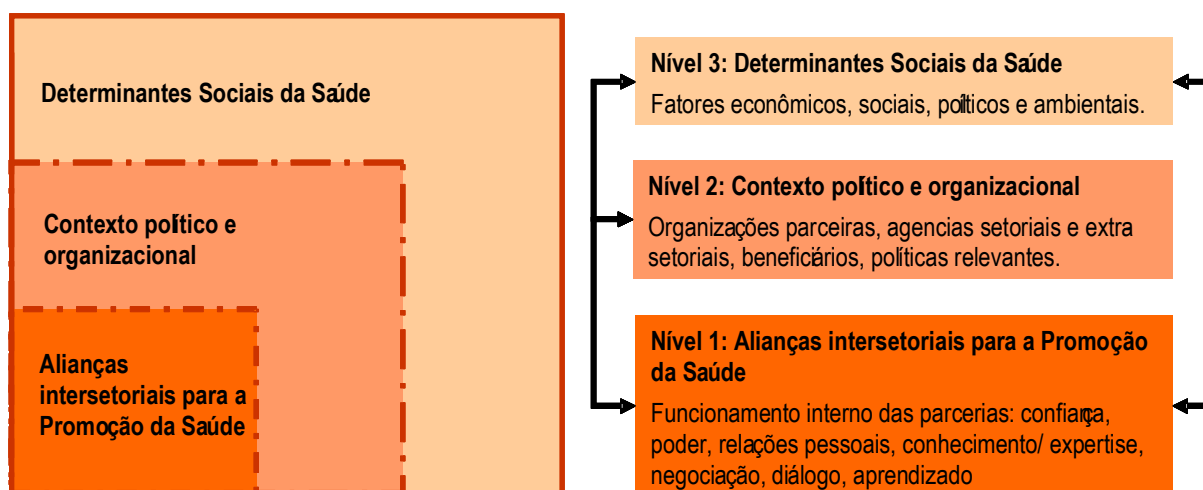 Determinantes Sociais da Saúde
Contexto político e
organizacional
Alianças
intersetoriais para a
Promoção da Saúde
Nível 3: Determinantes Sociais da Saúde
Fatores econômicos, sociais, políticos e ambientais.
Nível 2: Contexto político e organizacional
Organizações parceiras, agencias setoriais e extra
setoriais, beneficiários, políticas relevantes.
Nível 1: Alianças intersetoriais para a Promoção
da Saúde
Funcionamento interno das parcerias: confiança,
poder, relações pessoais, conhecimento/ expertise,
negociação, diálogo, aprendizado